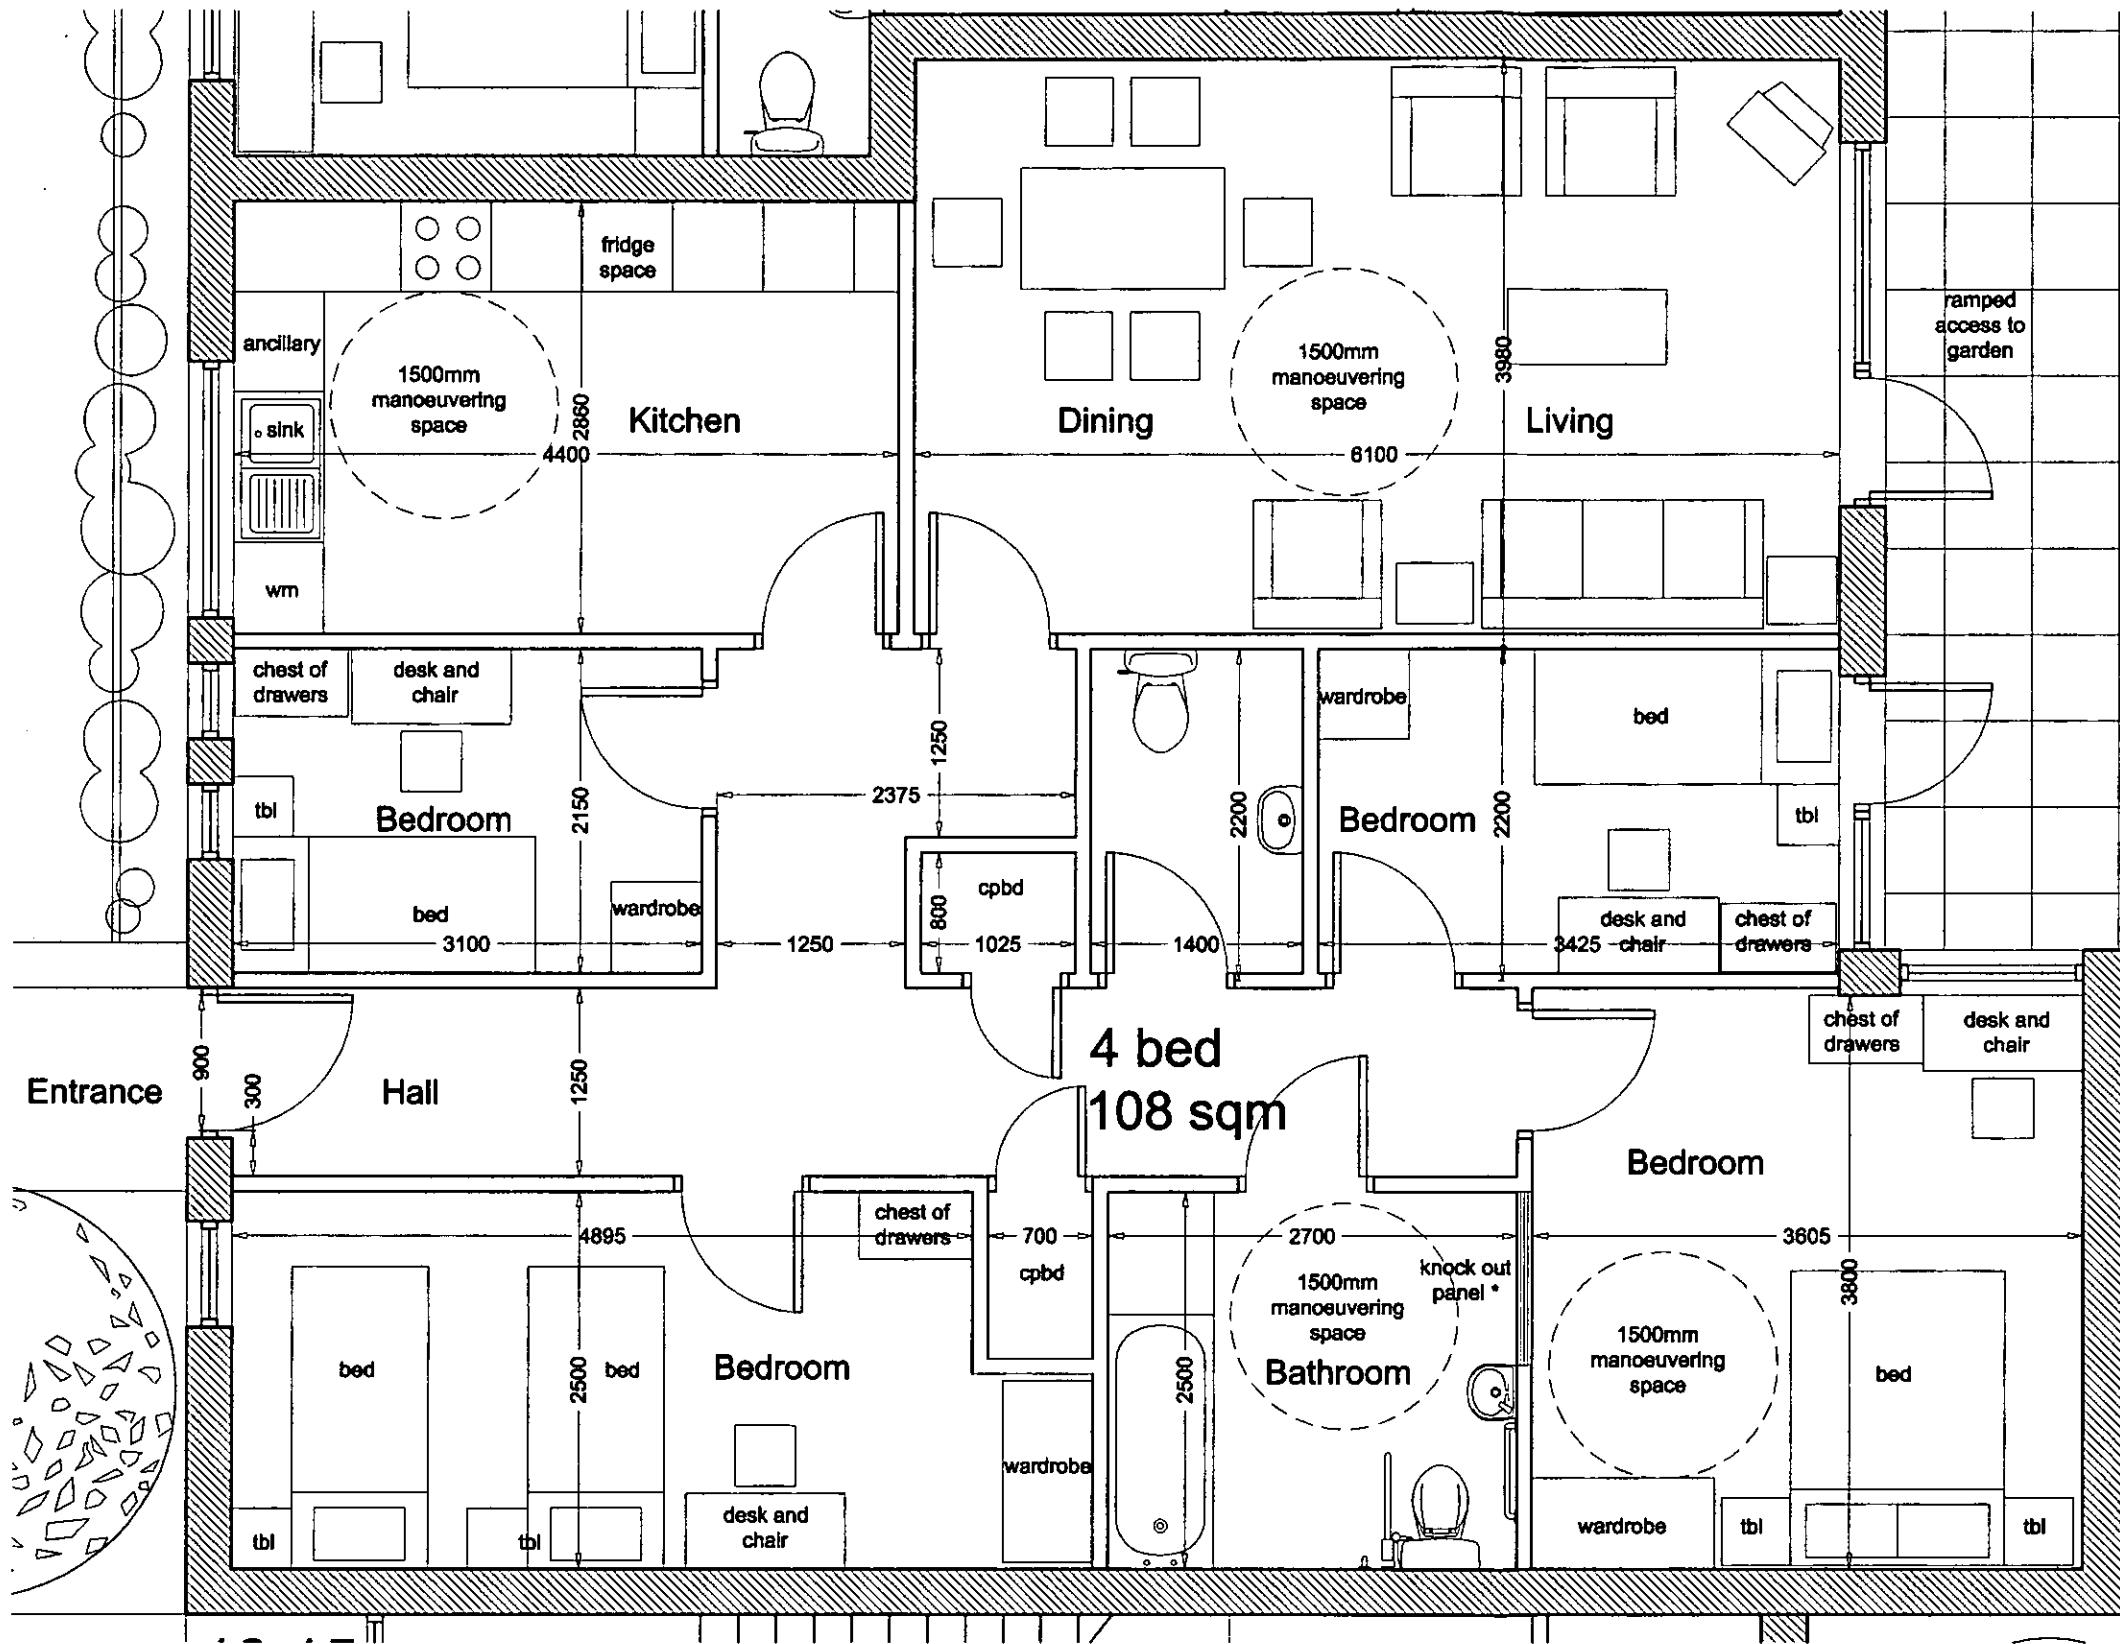 fridge
space
ancillary
1500mm
manoeuvering
space
sink
2860
Kitchen
4400
wm
1500mm
manoeuvering
space
Dining
3980
Living
6100
ramped
access to
garden
chest of
drawers
desk and
chair
tbl
Bedroom
2150
bed
wardrobe
3100
1250
2375
1250
800
cpbd
1025
2200
1400
wardrobe
bed
Bedroom
2200
tbl
desk and
chair
chest of
drawers
3425
Entrance
900
300
Hall
1250
4 bed
108 sqm
chest of
drawers
desk and
chair
Bedroom
4895
chest of
drawers
700
cpbd
2700
knock out
panel *
1500mm
manoeuvering
space
Bathroom
2500
3605
3800
1500mm
manoeuvering
space
bed
bed
bed
2500
Bedroom
wardrobe
desk and
chair
tbl
tbl
wardrobe
tbl
tbl